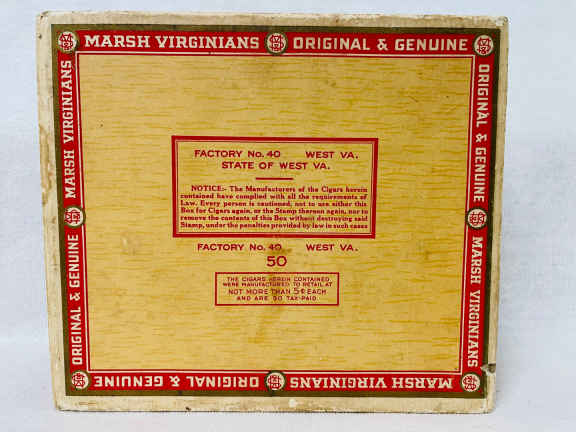 MARSH VIRGINIANS ORIGINAL & GENUINE
ORIGINAL & GENUINE MARSH VIRGINIANS
FACTORY No. 40 WEST VA.
STATE OF WEST VA.
NOTICE:- The Manufacturers of the Cigars herein
contained have complied with all the requirements of
Law. Every person is cautioned, not to use either this
Box for Cigars again, or the Stamp thereon again, nor to
remove the contents of this Box without destroying said
Stamp, under the penalties provided by law in such cases
FACTORY No. 40 WEST VA.
50
THE CIGARS HEREIN CONTAINED
WERE MANUFACTURED TO RETAIL AT
NOT MORE THAN 5¢ EACH
AND ARE SO TAX-PAID
MARSH VIRGINIANS ORIGINAL & GENUINE
ORIGINAL & GENUINE MARSH VIRGINIANS